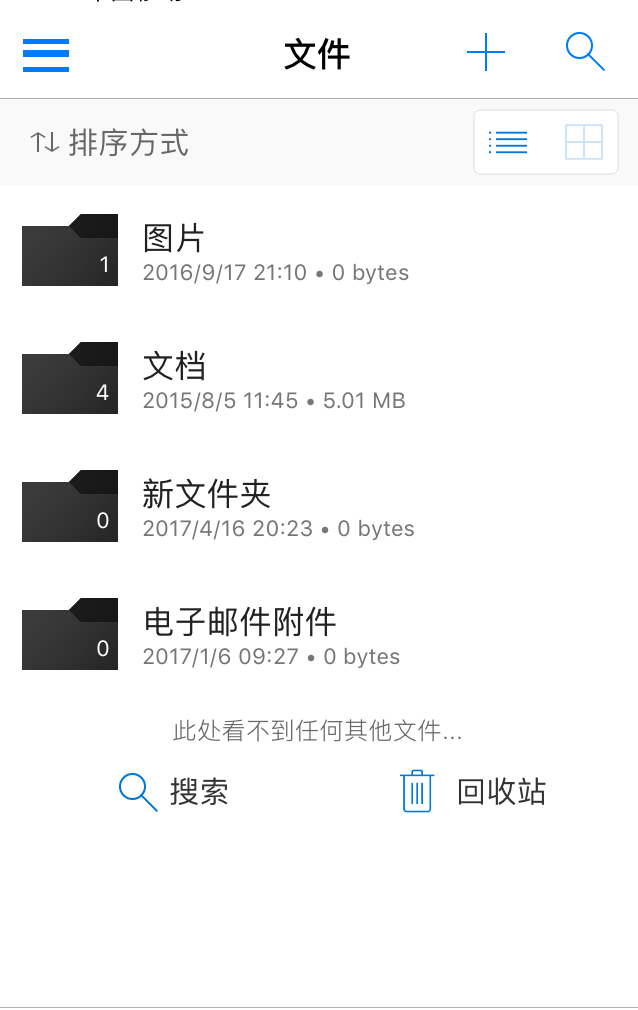 文件
排序方式
图片
1
2016/9/17 21:10 • 0 bytes
文档
4
2015/8/5 11:45 • 5.01 MB
新文件夹
0
2017/4/16 20:23 • 0 bytes
电子邮件附件
0
2017/1/6 09:27 • 0 bytes
此处看不到任何其他文件...
搜索
回收站